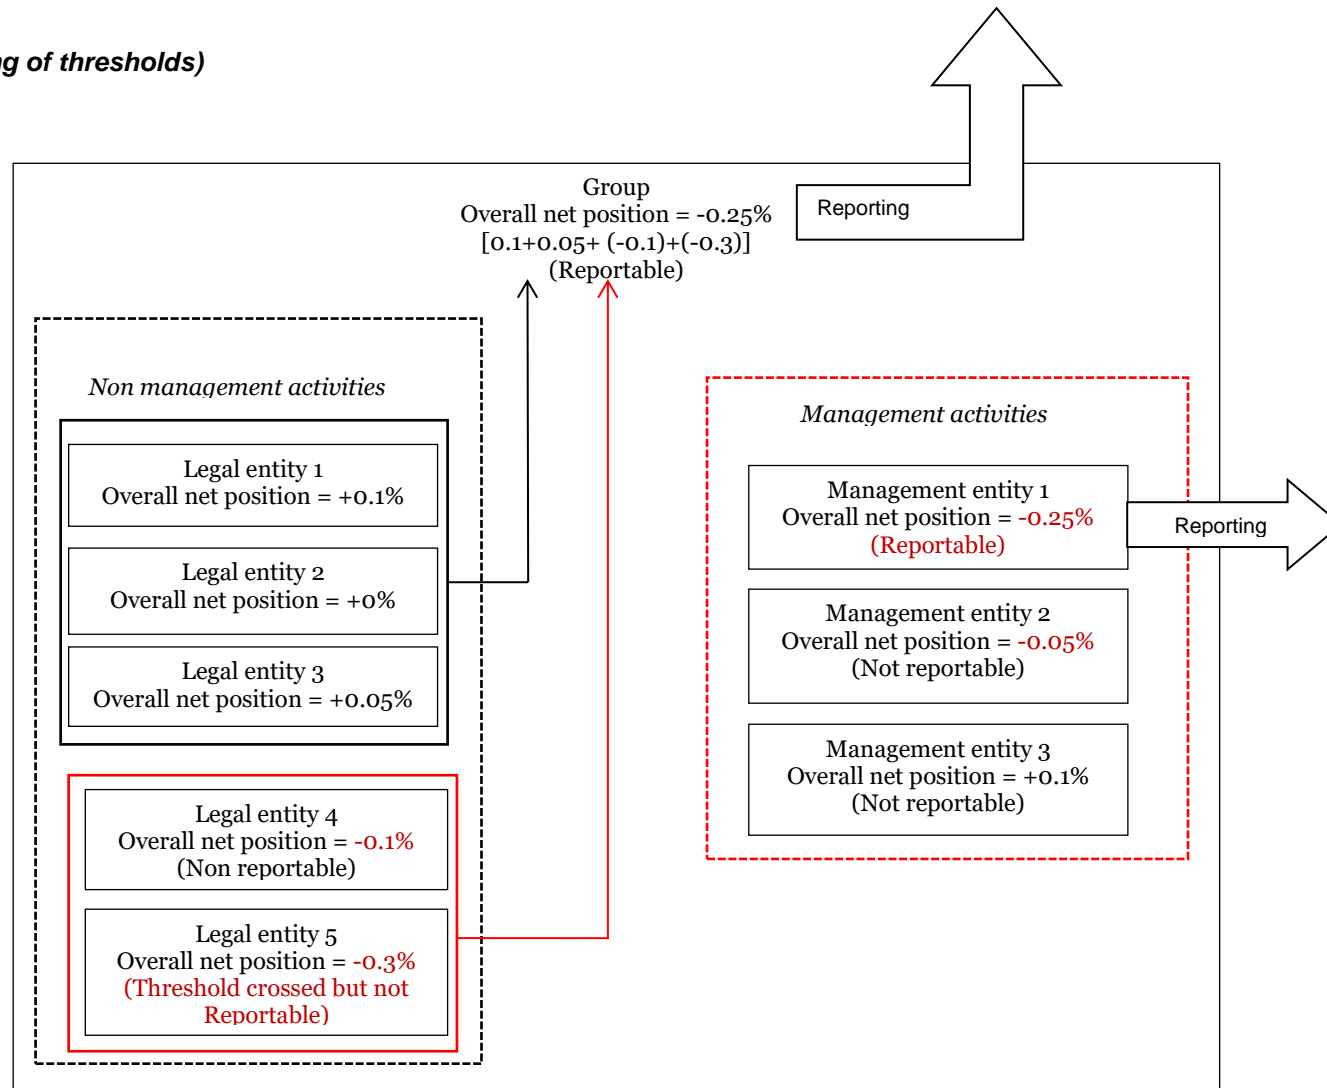 g of thresholds)
Group
Overall net position = -0.25%
[0.1+0.05+ (-0.1)+(-0.3)]
(Reportable)
Reporting
Non management activities
Legal entity 1
Overall net position = +0.1%
Legal entity 2
Overall net position = +0%
Legal entity 3
Overall net position = +0.05%
Legal entity 4
Overall net position = -0.1%
(Non reportable)
Legal entity 5
Overall net position = -0.3%
(Threshold crossed but not
Reportable)
Management activities
Management entity 1
Overall net position = -0.25%
(Reportable)
Reporting
Management entity 2
Overall net position = -0.05%
(Not reportable)
Management entity 3
Overall net position = +0.1%
(Not reportable)